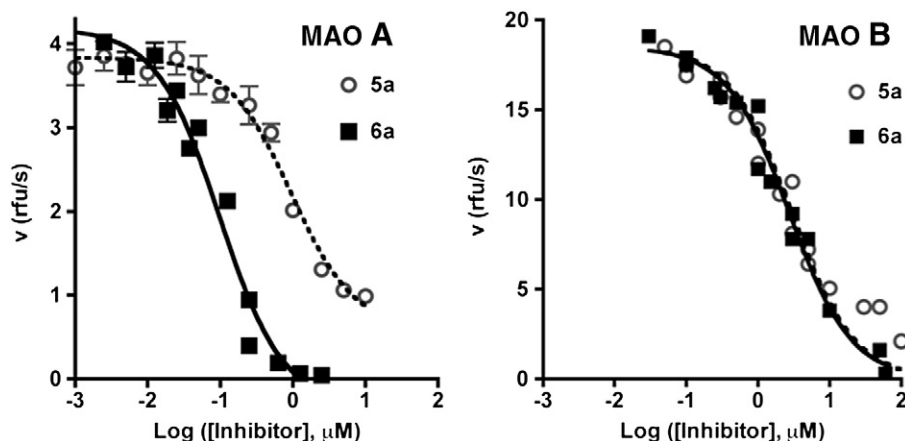 MAO A
5a
6a
v (rfu/s)
4
3
2
1
0
-3 -2 -1 0 1 2
Log ([Inhibitor], μM)
MAO B
5a
6a
v (rfu/s)
20
15
10
5
0
-3 -2 -1 0 1 2
Log ([Inhibitor], μM)